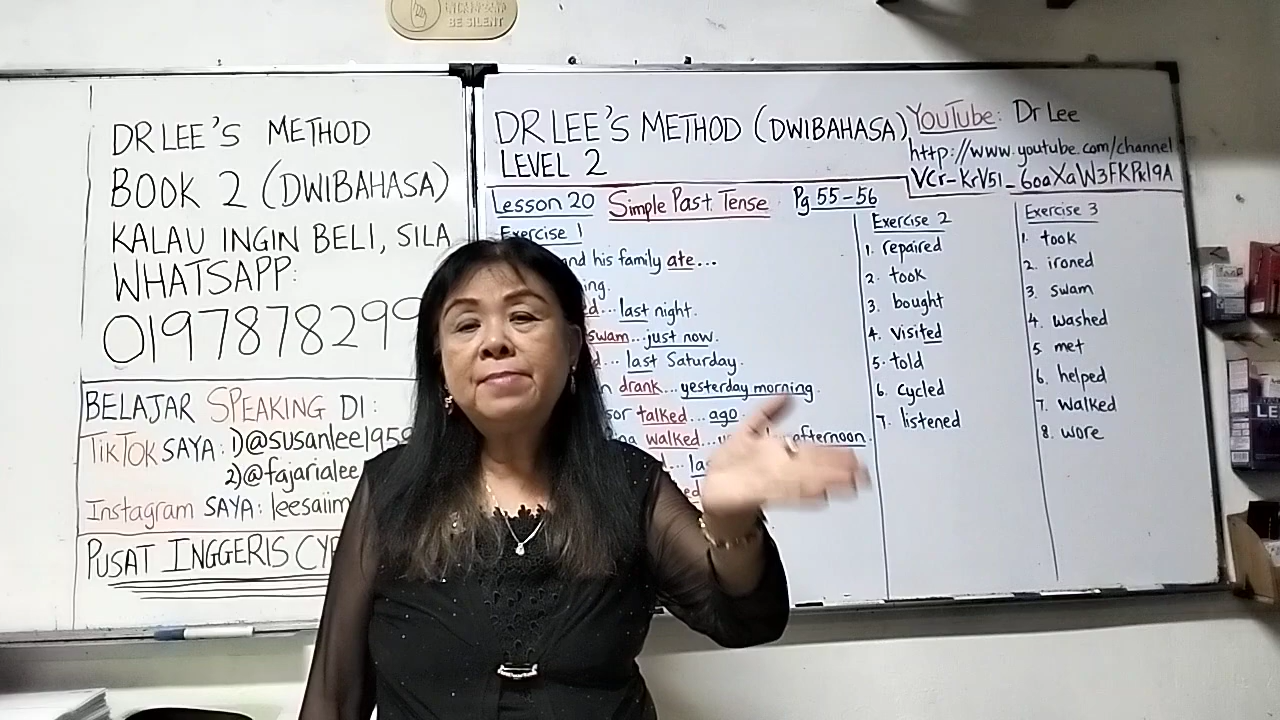 BE SILENT
DR LEE'S METHOD
BOOK 2 (DWIBAHASA)
KALAU INGIN BELI, SILA
WHATSAPP:
0197878299
BELAJAR SPEAKING DI:
TikTok SAYA: 1)@susanlee1959
2)@fajarialee
Instagram SAYA: leesaiim
PUSAT INGGERIS
DR LEE'S METHOD (DWIBAHASA),
LEVEL 2
YouTube: Dr Lee
http://www.youtube.com/channel
Lesson 20 Simple Past Tense Pg 55-56
Exercise 1
and his family ate...
last night.
swam... just now.
... last Saturday.
drank... yesterday morning.
talked... ago.
walked... afternoon.
Exercise 2
1. repaired
2. took
3. bought
4. visited
5. told
6. cycled
7. listened
Exercise 3
1. took
2. ironed
3. swam
4. washed
5. met
6. helped
7. walked
8. wore